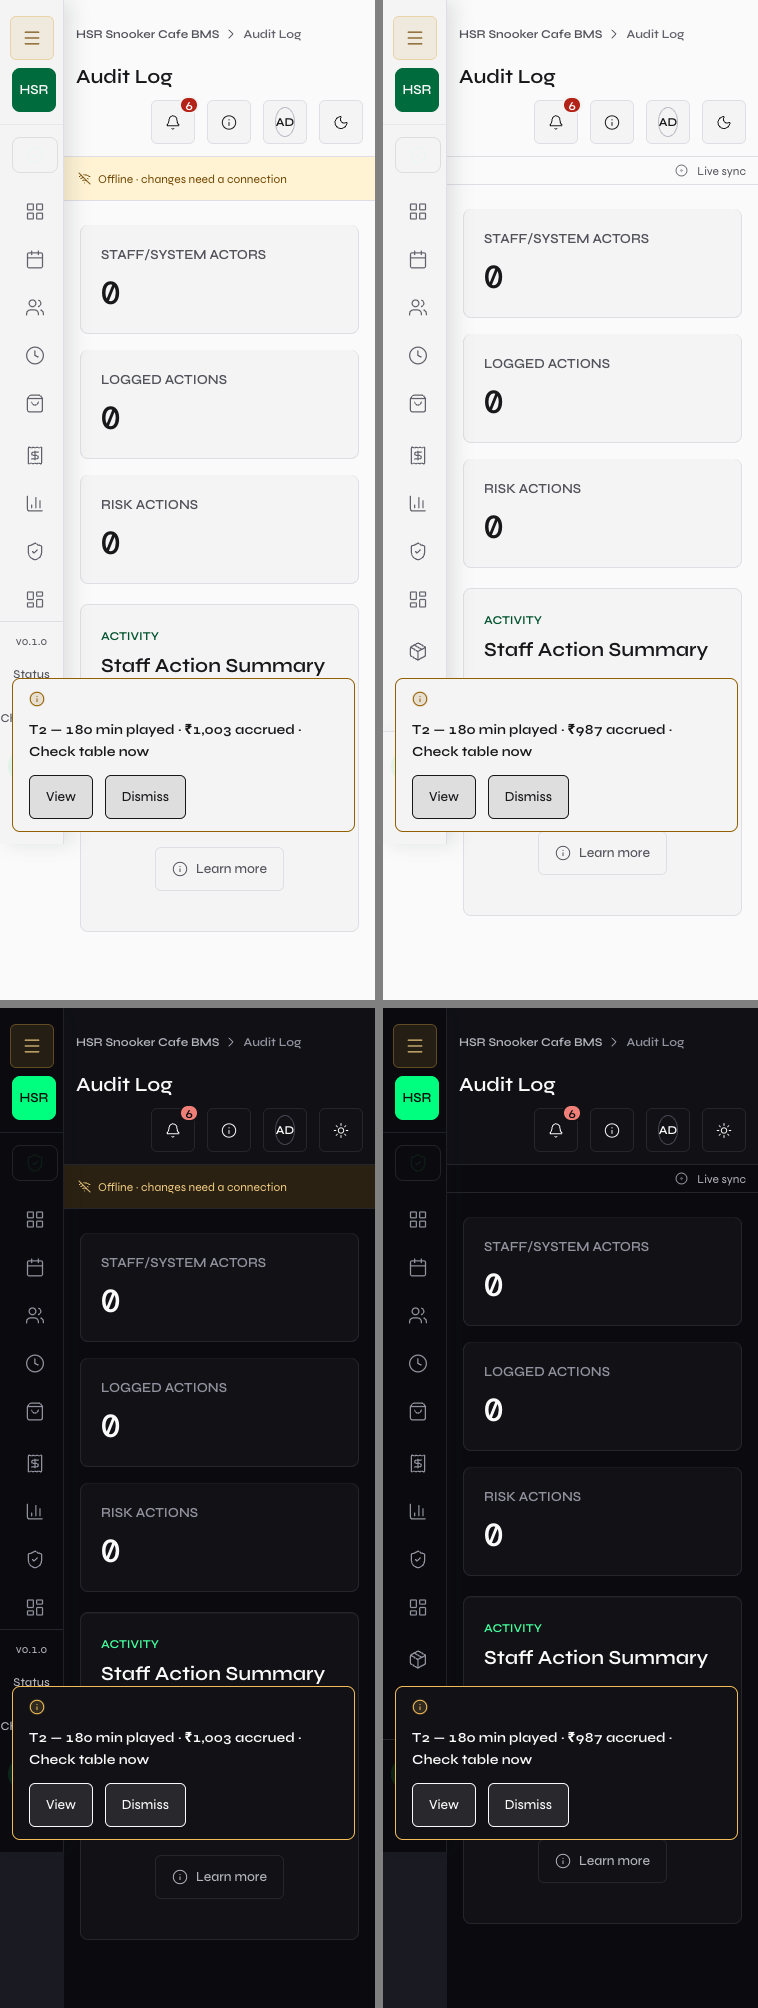 HSR Snooker Cafe BMS > Audit Log
HSR
Audit Log
6
AD
Offline · changes need a connection
STAFF/SYSTEM ACTORS
0
LOGGED ACTIONS
0
RISK ACTIONS
0
ACTIVITY
Staff Action Summary
v0.1.0
Status
T2 — 180 min played · ₹1,003 accrued ·
Check table now
View
Dismiss
Learn more
HSR Snooker Cafe BMS > Audit Log
HSR
Audit Log
6
AD
Live sync
STAFF/SYSTEM ACTORS
0
LOGGED ACTIONS
0
RISK ACTIONS
0
ACTIVITY
Staff Action Summary
T2 — 180 min played · ₹987 accrued ·
Check table now
View
Dismiss
Learn more
HSR Snooker Cafe BMS > Audit Log
HSR
Audit Log
6
AD
Offline · changes need a connection
STAFF/SYSTEM ACTORS
0
LOGGED ACTIONS
0
RISK ACTIONS
0
ACTIVITY
Staff Action Summary
v0.1.0
Status
T2 — 180 min played · ₹1,003 accrued ·
Check table now
View
Dismiss
Learn more
HSR Snooker Cafe BMS > Audit Log
HSR
Audit Log
6
AD
Live sync
STAFF/SYSTEM ACTORS
0
LOGGED ACTIONS
0
RISK ACTIONS
0
ACTIVITY
Staff Action Summary
T2 — 180 min played · ₹987 accrued ·
Check table now
View
Dismiss
Learn more